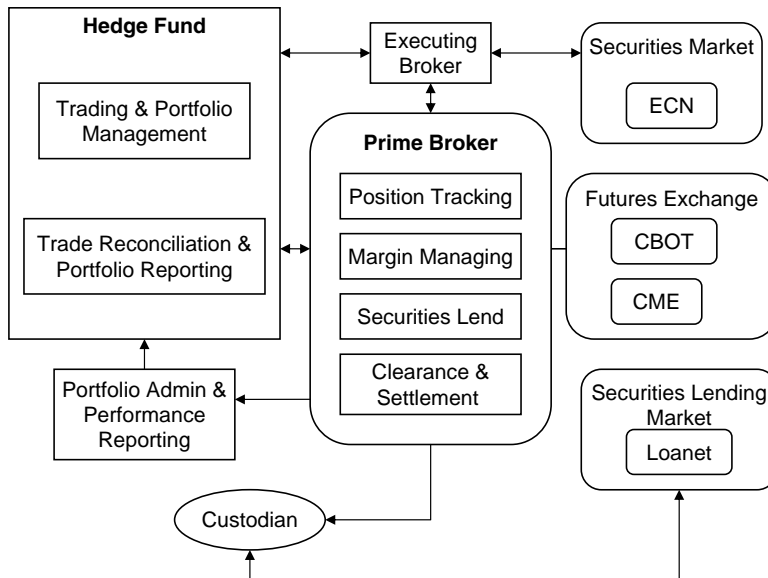 Hedge Fund
Trading & Portfolio
Management
Trade Reconciliation &
Portfolio Reporting
Executing
Broker
Securities Market
ECN
Prime Broker
Position Tracking
Margin Managing
Securities Lend
Clearance &
Settlement
Futures Exchange
CBOT
CME
Portfolio Admin &
Performance
Reporting
Securities Lending
Market
Loanet
Custodian